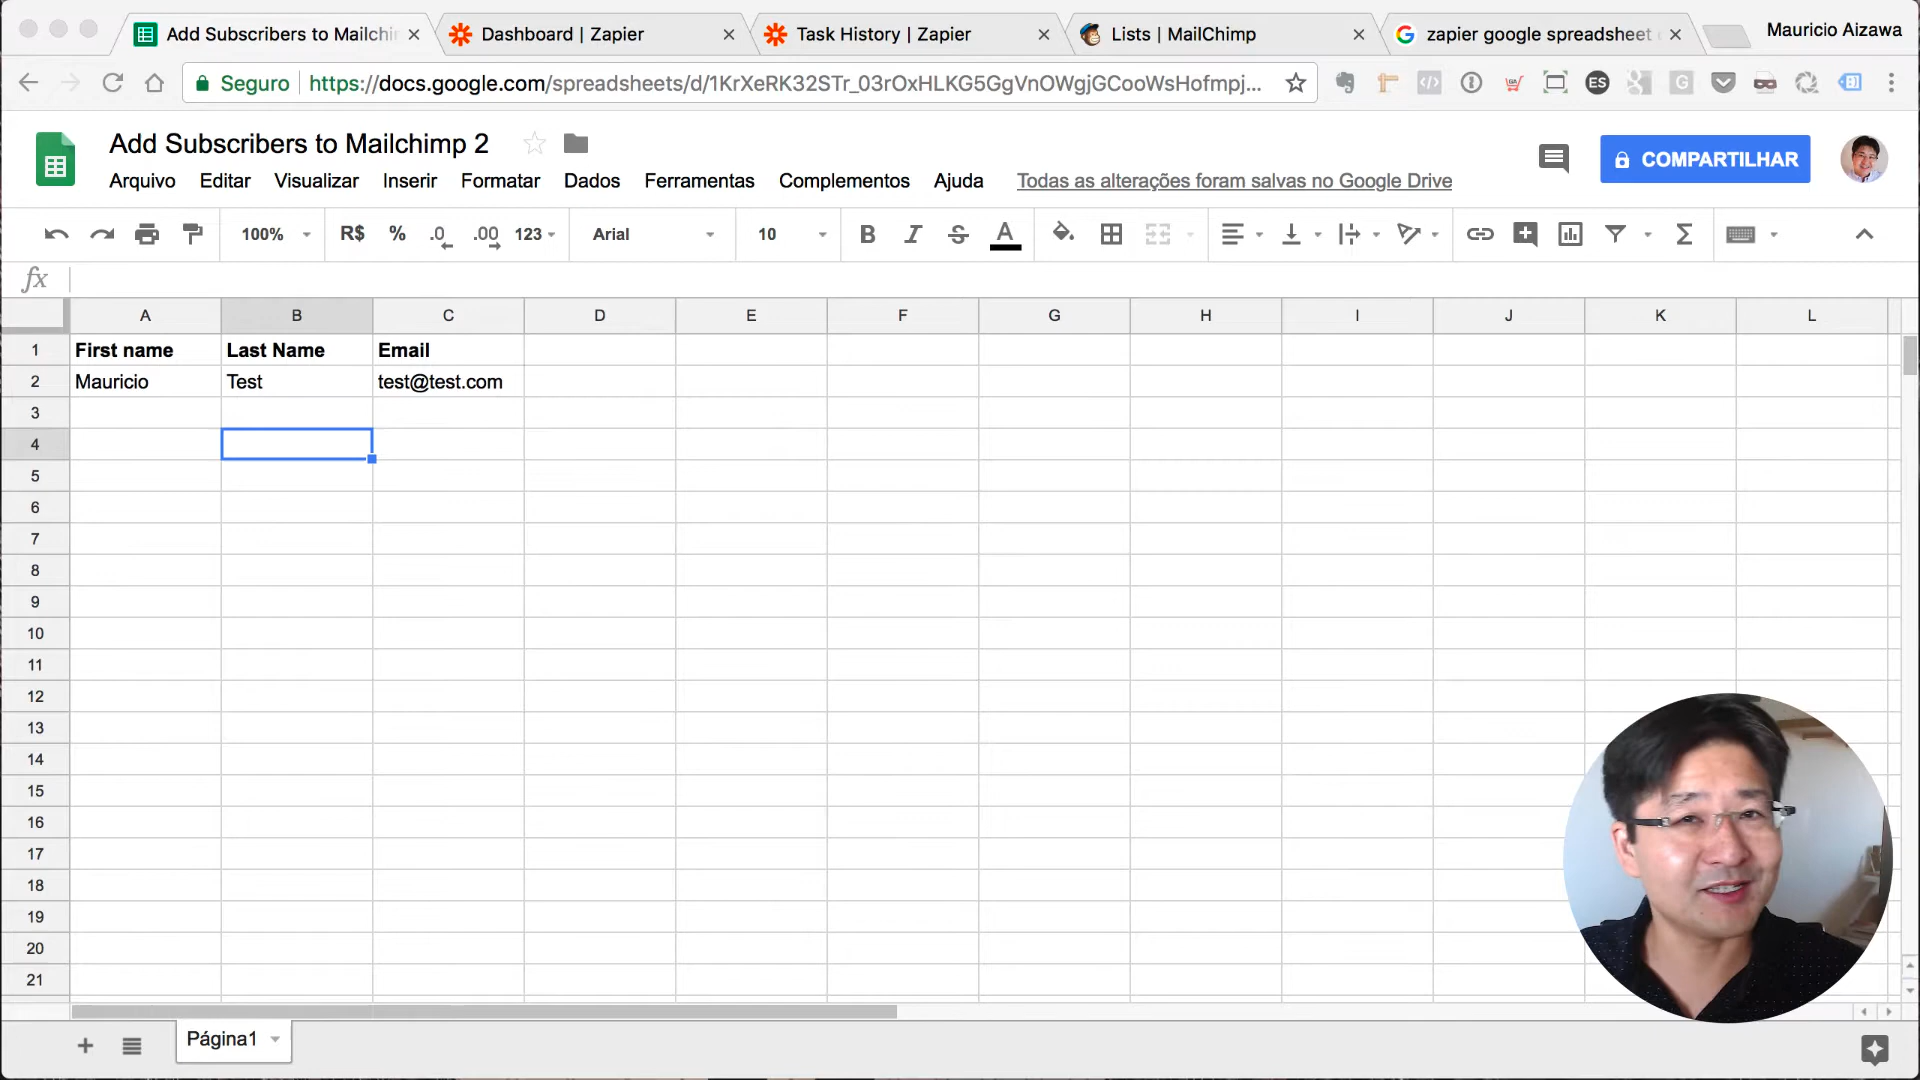 Add Subscribers to Mailchi
Dashboard | Zapier
Task History | Zapier
Lists | MailChimp
zapier google spreadsheet
Mauricio Aizawa
Seguro
https://docs.google.com/spreadsheets/d/1KrXeRK32STr_03rOxHLKG5GgVnOWgjGCooWsHofmpj...
ES
Add Subscribers to Mailchimp 2
COMPARTILHAR
Arquivo Editar Visualizar Inserir Formatar Dados Ferramentas Complementos Ajuda Todas as alterações foram salvas no Google Drive
100% R$ % .0 .00 123 Arial 10 B I S A
fx
A B C D E F G H I J K L
1 First name Last Name Email
2 Mauricio Test test@test.com
3
4
5
6
7
8
9
10
11
12
13
14
15
16
17
18
19
20
21
Página1